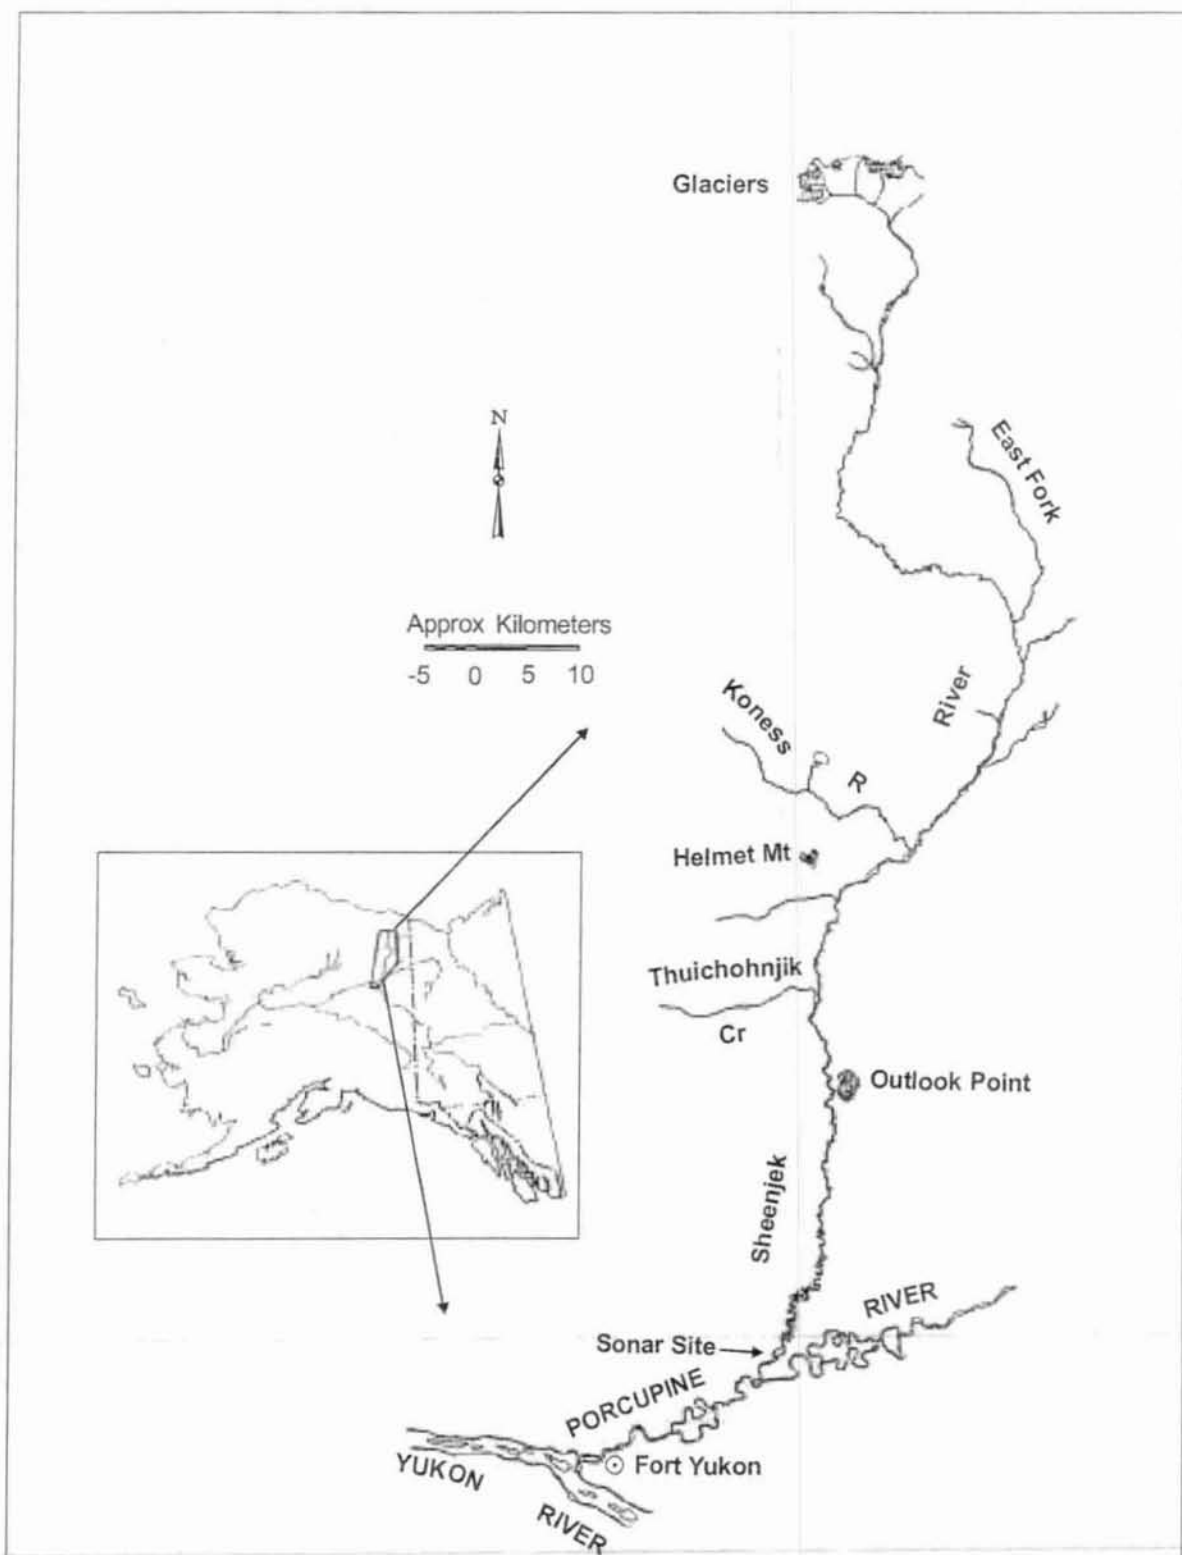 Glaciers
N
East Fork
Approx Kilometers
-5 0 5 10
River
Koness
R
Helmet Mt
Thuichohnjik
Cr
Outlook Point
Sheenjek
RIVER
Sonar Site
PORCUPINE
Fort Yukon
YUKON
RIVER